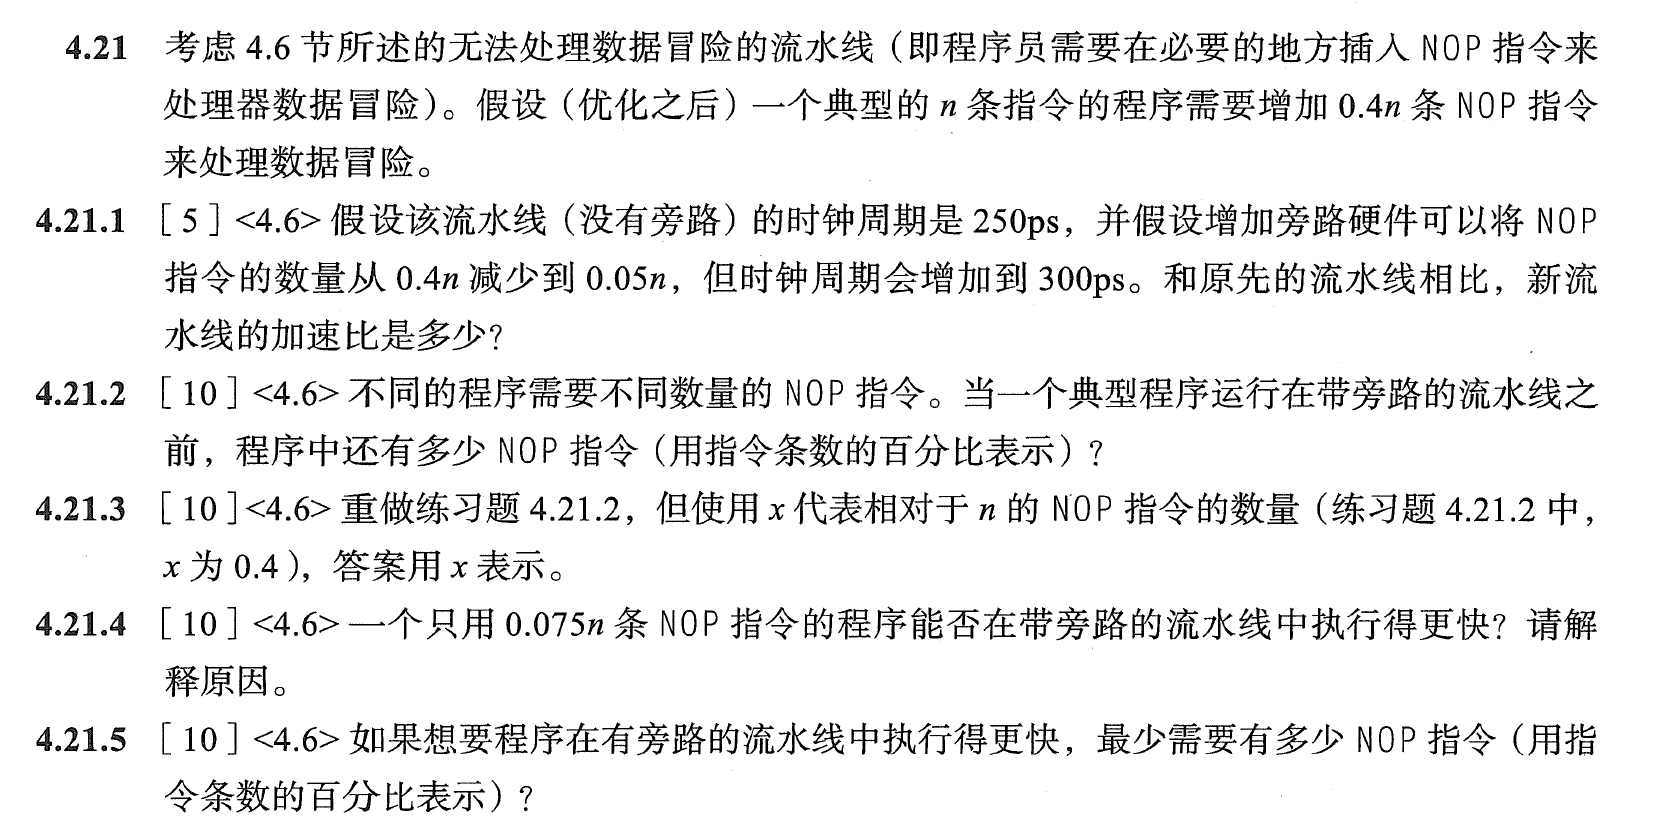 4.21 考虑 4.6 节所述的无法处理数据冒险的流水线（即程序员需要在必要的地方插入 NOP 指令来
处理器数据冒险）。假设（优化之后）一个典型的 n 条指令的程序需要增加 0.4n 条 NOP 指令
来处理数据冒险。
4.21.1 [ 5 ] <4.6> 假设该流水线（没有旁路）的时钟周期是 250ps，并假设增加旁路硬件可以将 NOP
指令的数量从 0.4n 减少到 0.05n，但时钟周期会增加到 300ps。和原先的流水线相比，新流
水线的加速比是多少？
4.21.2 [ 10 ] <4.6> 不同的程序需要不同数量的 NOP 指令。当一个典型程序运行在带旁路的流水线之
前，程序中还有多少 NOP 指令（用指令条数的百分比表示）？
4.21.3 [ 10 ] <4.6> 重做练习题 4.21.2，但使用 x 代表相对于 n 的 NOP 指令的数量（练习题 4.21.2 中，
x 为 0.4），答案用 x 表示。
4.21.4 [ 10 ] <4.6> 一个只用 0.075n 条 NOP 指令的程序能否在带旁路的流水线中执行得更快？请解
释原因。
4.21.5 [ 10 ] <4.6> 如果想要程序在有旁路的流水线中执行得更快，最少需要有多少 NOP 指令（用指
令条数的百分比表示）？